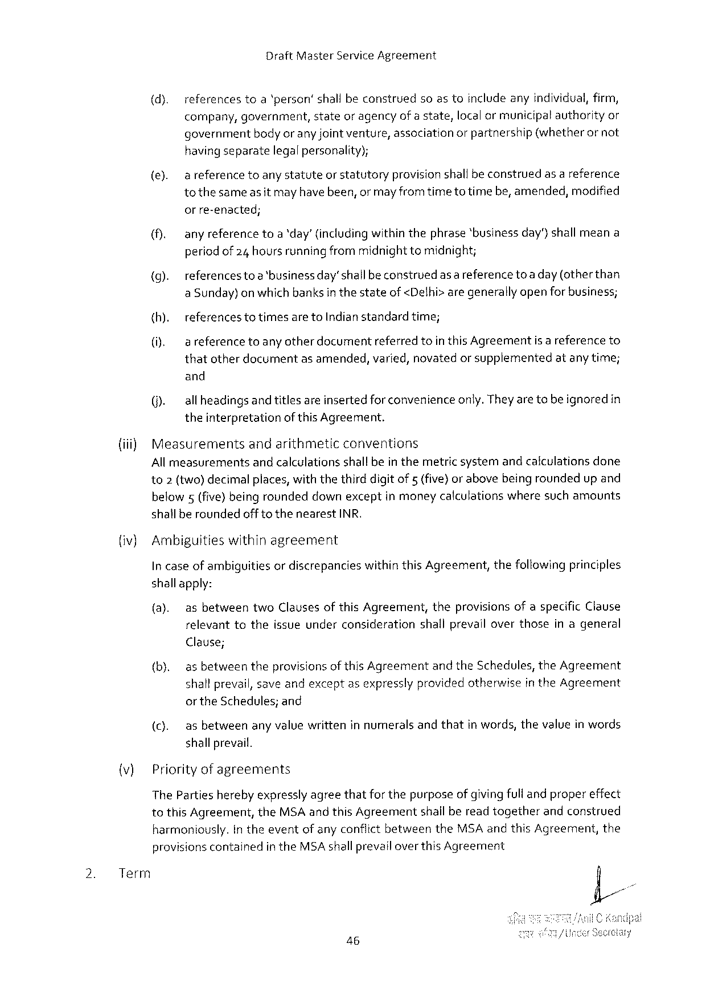 Draft Master Service Agreement
(d). references to a 'person' shall be construed so as to include any individual, firm,
company, government, state or agency of a state, local or municipal authority or
government body or any joint venture, association or partnership (whether or not
having separate legal personality);
(e). a reference to any statute or statutory provision shall be construed as a reference
to the same as it may have been, or may from time to time be, amended, modified
or re-enacted;
(f). any reference to a 'day' (including within the phrase 'business day') shall mean a
period of 24 hours running from midnight to midnight;
(g). references to a 'business day' shall be construed as a reference to a day (other than
a Sunday) on which banks in the state of <Delhi> are generally open for business;
(h). references to times are to Indian standard time;
(i). a reference to any other document referred to in this Agreement is a reference to
that other document as amended, varied, novated or supplemented at any time;
and
(j). all headings and titles are inserted for convenience only. They are to be ignored in
the interpretation of this Agreement.
(iii) Measurements and arithmetic conventions
All measurements and calculations shall be in the metric system and calculations done
to 2 (two) decimal places, with the third digit of 5 (five) or above being rounded up and
below 5 (five) being rounded down except in money calculations where such amounts
shall be rounded off to the nearest INR.
(iv) Ambiguities within agreement
In case of ambiguities or discrepancies within this Agreement, the following principles
shall apply:
(a). as between two Clauses of this Agreement, the provisions of a specific Clause
relevant to the issue under consideration shall prevail over those in a general
Clause;
(b). as between the provisions of this Agreement and the Schedules, the Agreement
shall prevail, save and except as expressly provided otherwise in the Agreement
or the Schedules; and
(c). as between any value written in numerals and that in words, the value in words
shall prevail.
(v) Priority of agreements
The Parties hereby expressly agree that for the purpose of giving full and proper effect
to this Agreement, the MSA and this Agreement shall be read together and construed
harmoniously. In the event of any conflict between the MSA and this Agreement, the
provisions contained in the MSA shall prevail over this Agreement
2. Term
/Anil C Kandpal
/Under Secretary
46